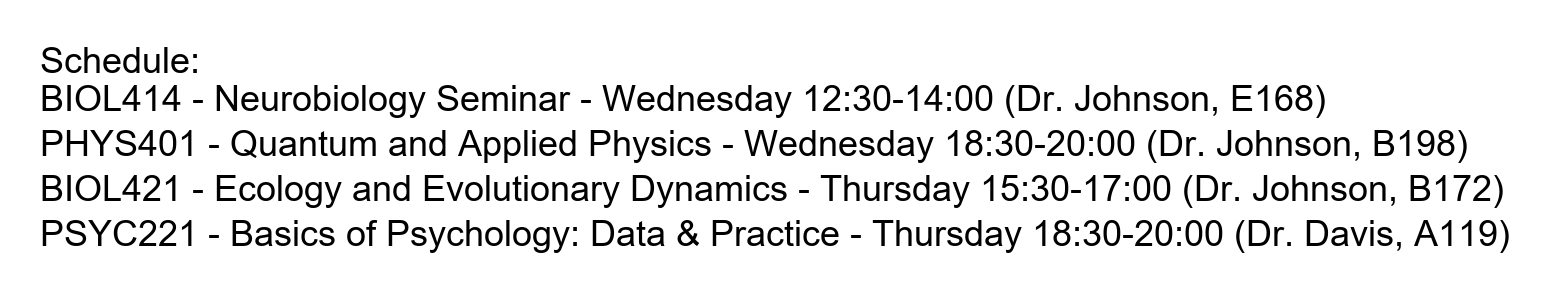 Schedule:
BIOL414 - Neurobiology Seminar - Wednesday 12:30-14:00 (Dr. Johnson, E168)
PHYS401 - Quantum and Applied Physics - Wednesday 18:30-20:00 (Dr. Johnson, B198)
BIOL421 - Ecology and Evolutionary Dynamics - Thursday 15:30-17:00 (Dr. Johnson, B172)
PSYC221 - Basics of Psychology: Data & Practice - Thursday 18:30-20:00 (Dr. Davis, A119)